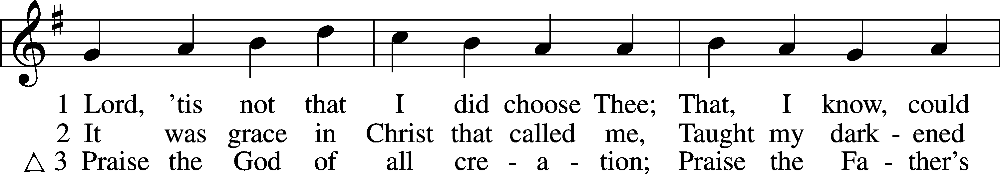 1 Lord, ’tis not that I did choose Thee; That, I know, could
2 It was grace in Christ that called me, Taught my dark - ened
△ 3 Praise the God of all cre - a - tion; Praise the Fa - ther’s